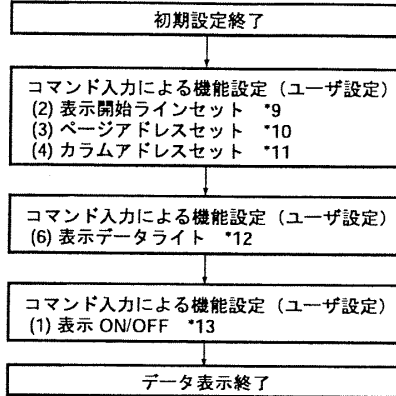 初期設定終了
コマンド入力による機能設定（ユーザ設定）
(2) 表示開始ラインセット *9
(3) ページアドレスセット *10
(4) カラムアドレスセット *11
コマンド入力による機能設定（ユーザ設定）
(6) 表示データライト *12
コマンド入力による機能設定（ユーザ設定）
(1) 表示 ON/OFF *13
データ表示終了